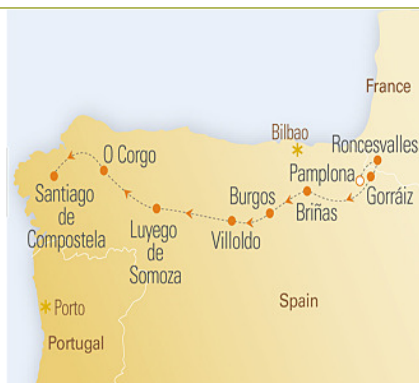 France
Bilbao
Roncesvalles
O Corgo
Pamplona
Santiago
de
Compostela
Burgos
Gorráiz
Briñas
Luyego
de
Somoza
Villoldo
Spain
Porto
Portugal